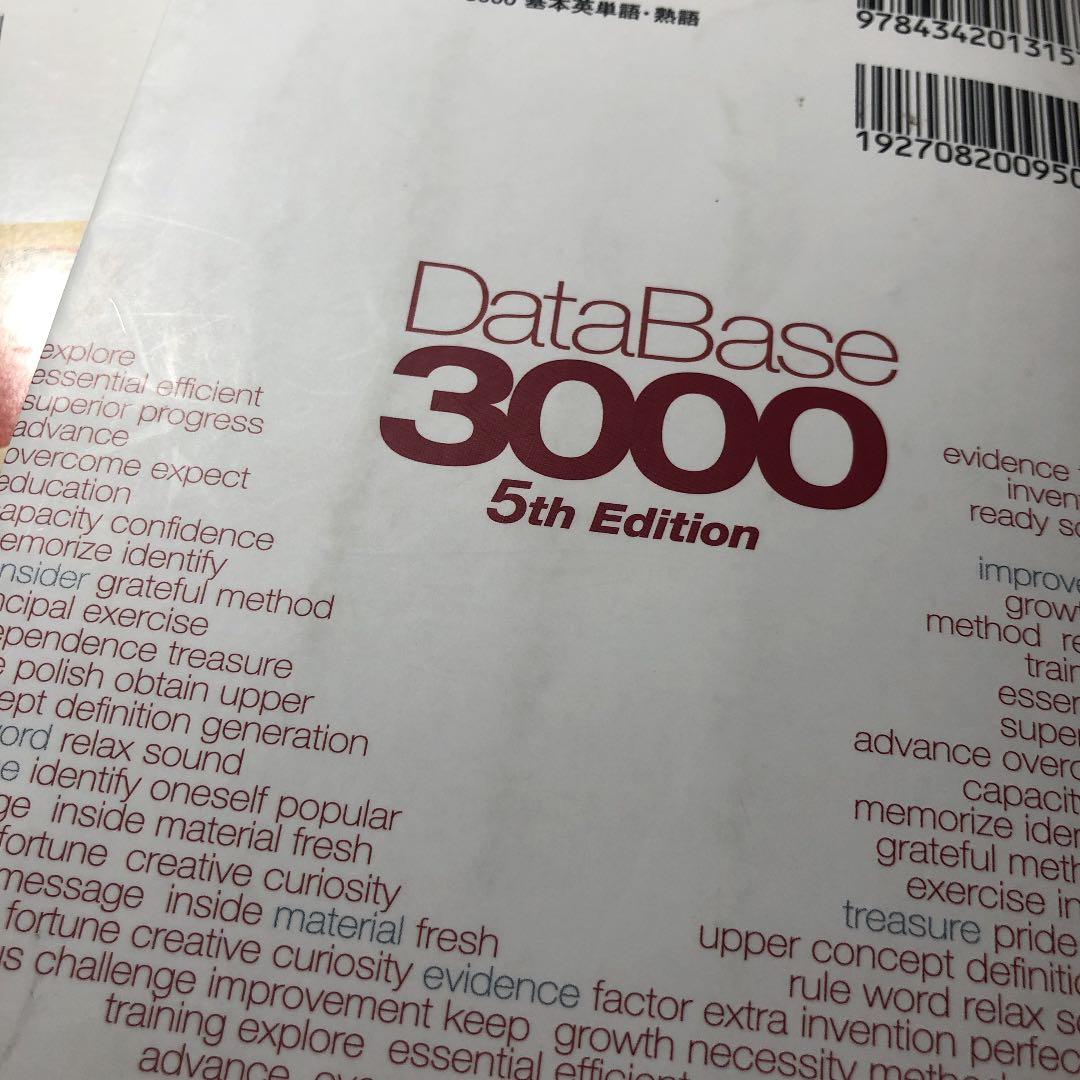 基本英単語・熟語
978434201315
19270820095
DataBase
3000
5th Edition
explore
essential efficient
superior progress
advance
overcome expect
education
capacity confidence
memorize identify
grateful method
exercise
treasure
polish obtain upper
definition generation
relax sound
identify oneself popular
inside material fresh
fortune creative curiosity
message inside material fresh
fortune creative curiosity evidence factor extra invention
challenge improvement keep growth necessity
training explore essential efficient
advance
evidence
ready
method
advance
memorize
grateful
exercise
treasure pride
upper concept
rule word relax